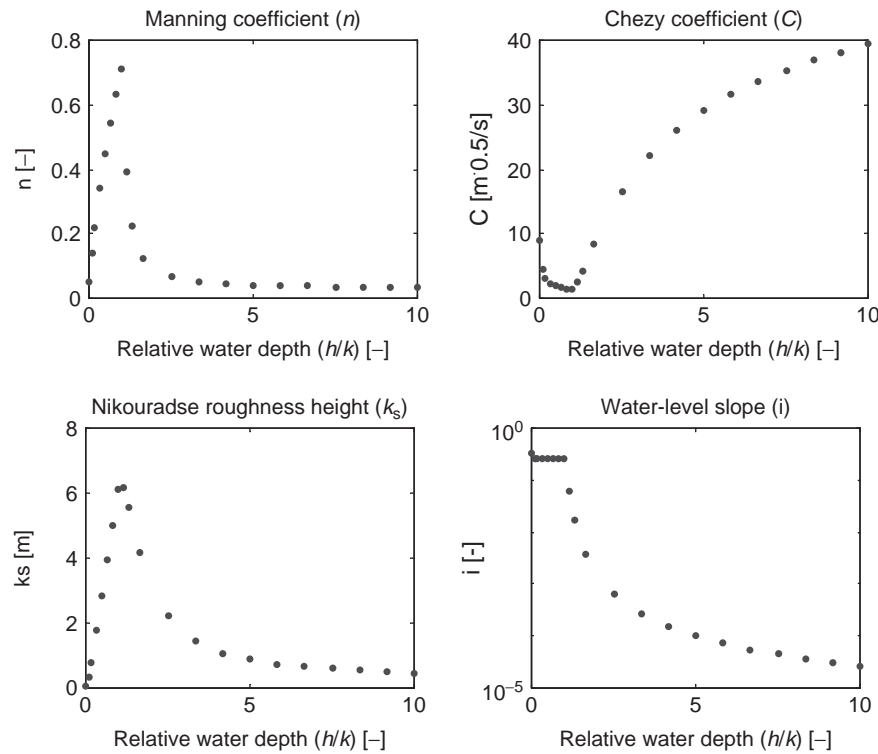 Manning coefficient (n)
0.8
0.6
0.4
0.2
0
n [–]
0 5 10
Relative water depth (h/k) [–]
Chezy coefficient (C)
40
30
20
10
0
C [m·0.5/s]
0 5 10
Relative water depth (h/k) [–]
Nikouradse roughness height (kₛ)
8
6
4
2
0
ks [m]
0 5 10
Relative water depth (h/k) [–]
Water-level slope (i)
10⁰
10⁻⁵
i [-]
0 5 10
Relative water depth (h/k) [–]